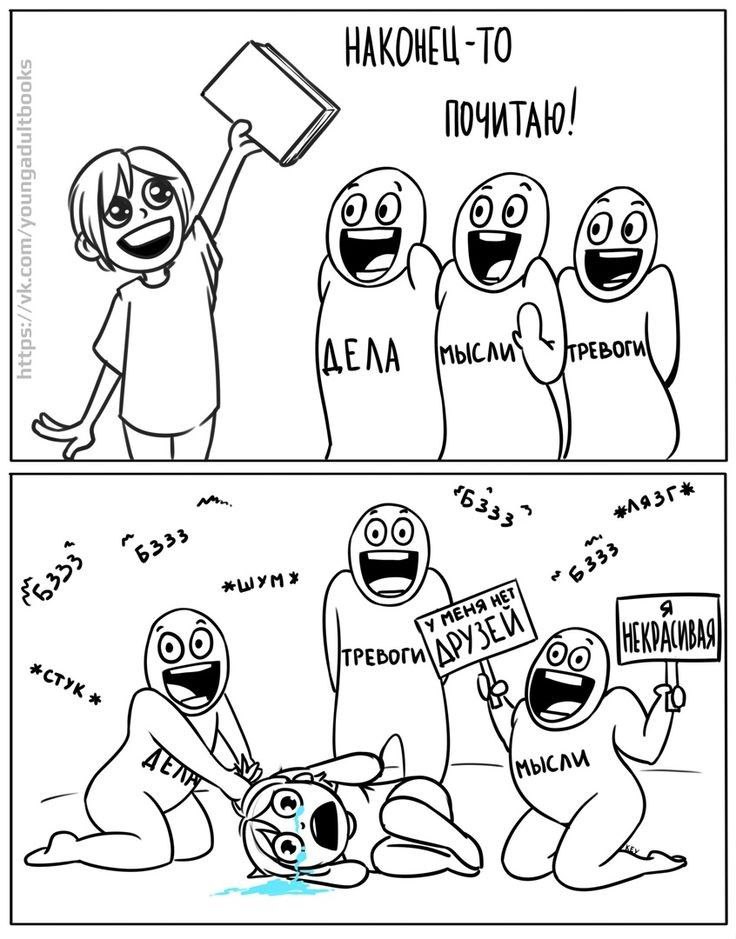 https://vk.com/youngadultbooks
НАКОНЕЦ-ТО
ПОЧИТАЮ!
ДЕЛА
МЫСЛИ
ТРЕВОГИ
*БЗЗЗ*
*БЗЗЗ*
*БЗЗЗ*
*ЛЯЗГ*
*БЗЗЗ*
*ШУМ*
*СТУК*
ТРЕВОГИ
У МЕНЯ НЕТ
ДРУЗЕЙ
Я
НЕКРАСИВАЯ
ДЕЛА
МЫСЛИ
KEY